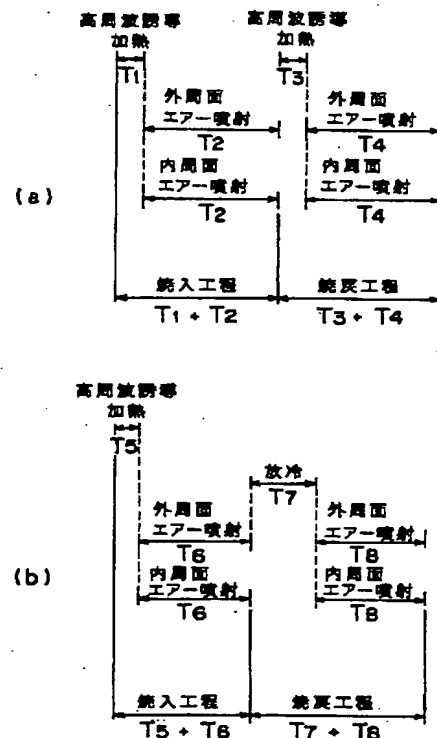 高周波誘導 高周波誘導
加熱 加熱
T1 T3
外周面 外周面
エアー噴射 エアー噴射
T2 T4
内周面 内周面
エアー噴射 エアー噴射
(a)
T2 T4
焼入工程 焼戻工程
T1 + T2 T3 + T4
高周波誘導
加熱
T5
放冷
T7
外周面 外周面
エアー噴射 エアー噴射
T6 T8
(b)
内周面 内周面
エアー噴射 エアー噴射
T6 T8
焼入工程 焼戻工程
T5 + T6 T7 + T8